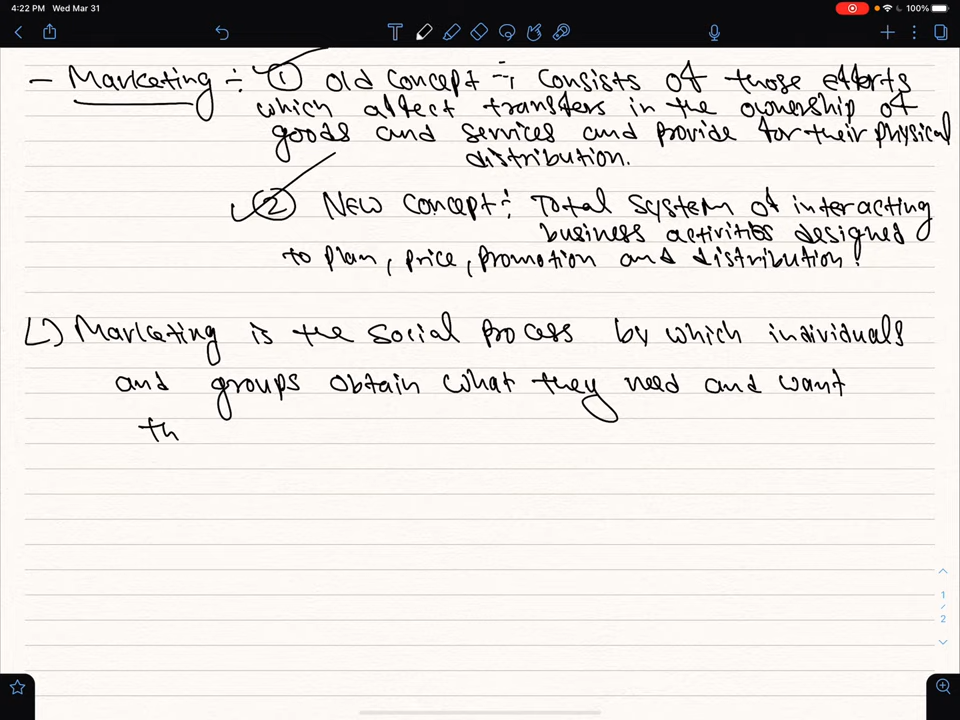 4:22 PM Wed Mar 31
100%
- Marketing ÷ ① Old Concept -: Consists of those efforts
which affect transfers in the ownership of
goods and services and provide for their physical
distribution.
② New Concept : Total system of interacting
business activities designed
to plan, price, promotion and distribution.
Marketing is the social process by which individuals
and groups obtain what they need and want
th
1
/
2